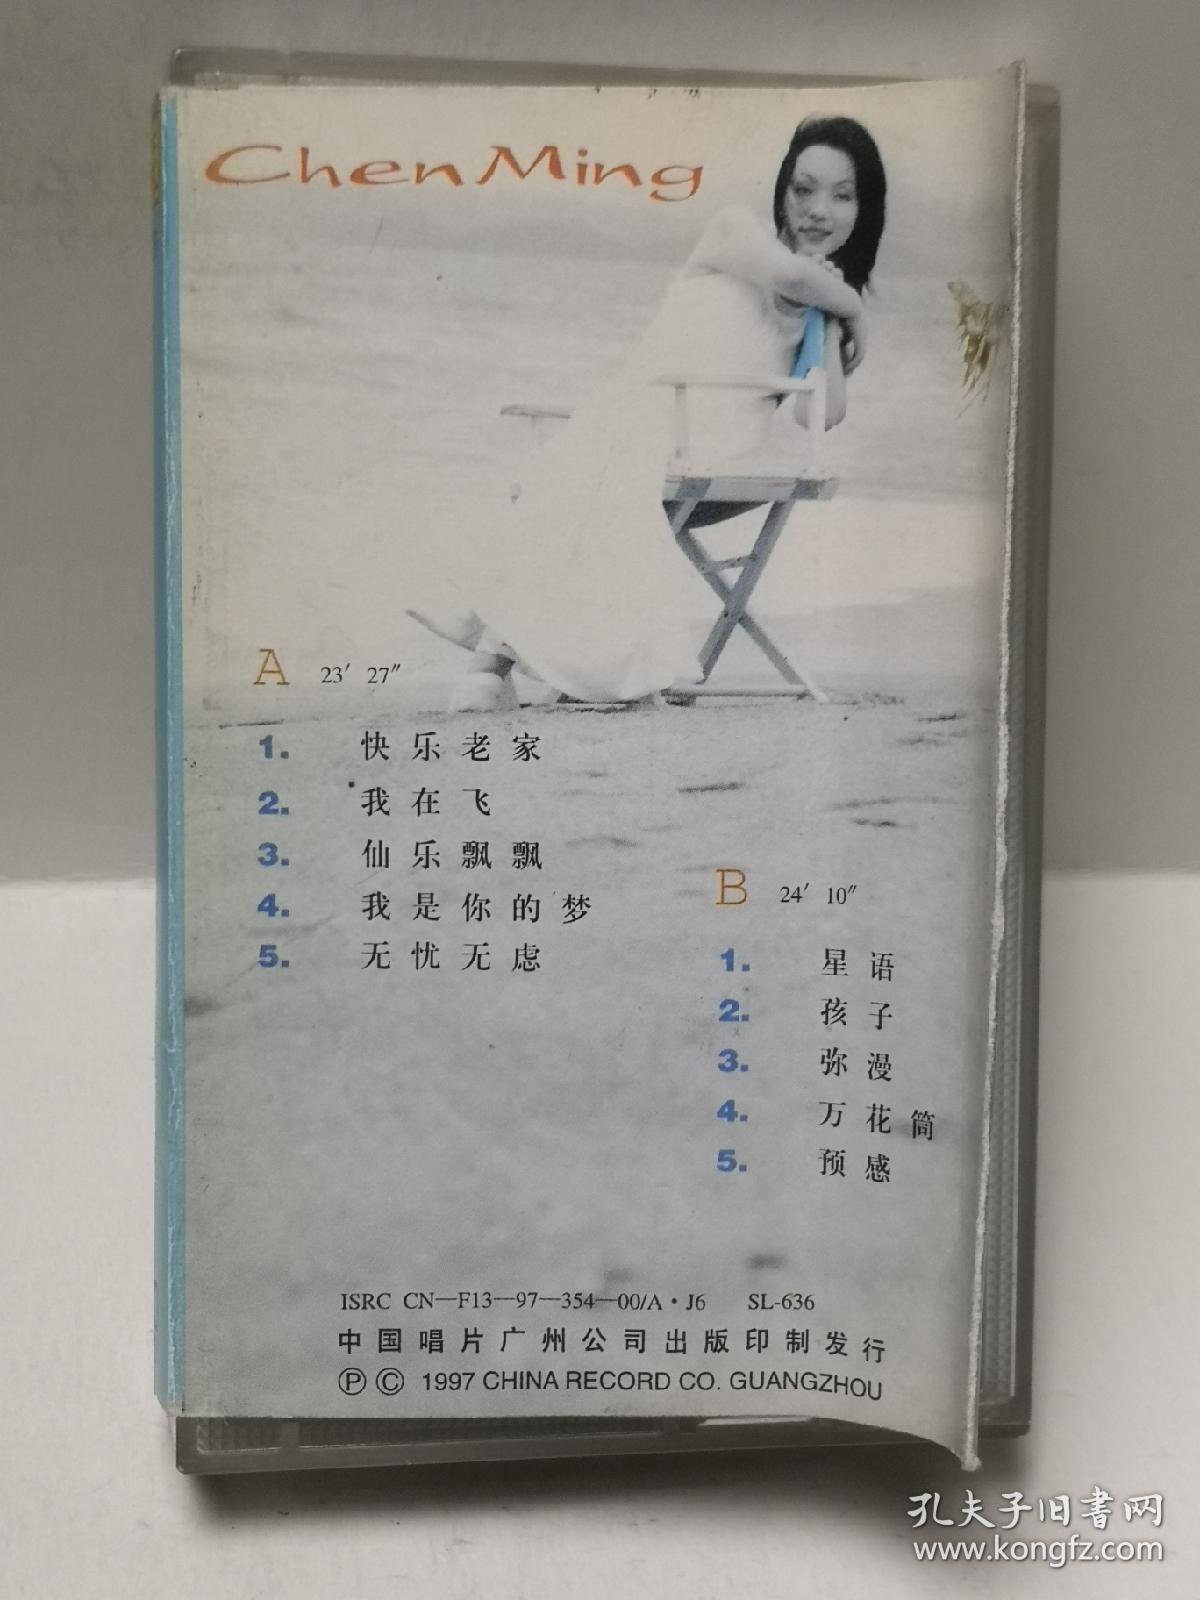 Chen Ming
A 23′ 27″
1. 快乐老家
2. 我在飞
3. 仙乐飘飘
4. 我是你的梦
5. 无忧无虑
B 24′ 10″
1. 星语
2. 孩子
3. 弥漫
4. 万花筒
5. 预感
ISRC CN—F13—97—354—00/A·J6 SL-636
中国唱片广州公司出版印制发行
Ⓟ © 1997 CHINA RECORD CO. GUANGZHOU
孔夫子旧书网
www.kongfz.com